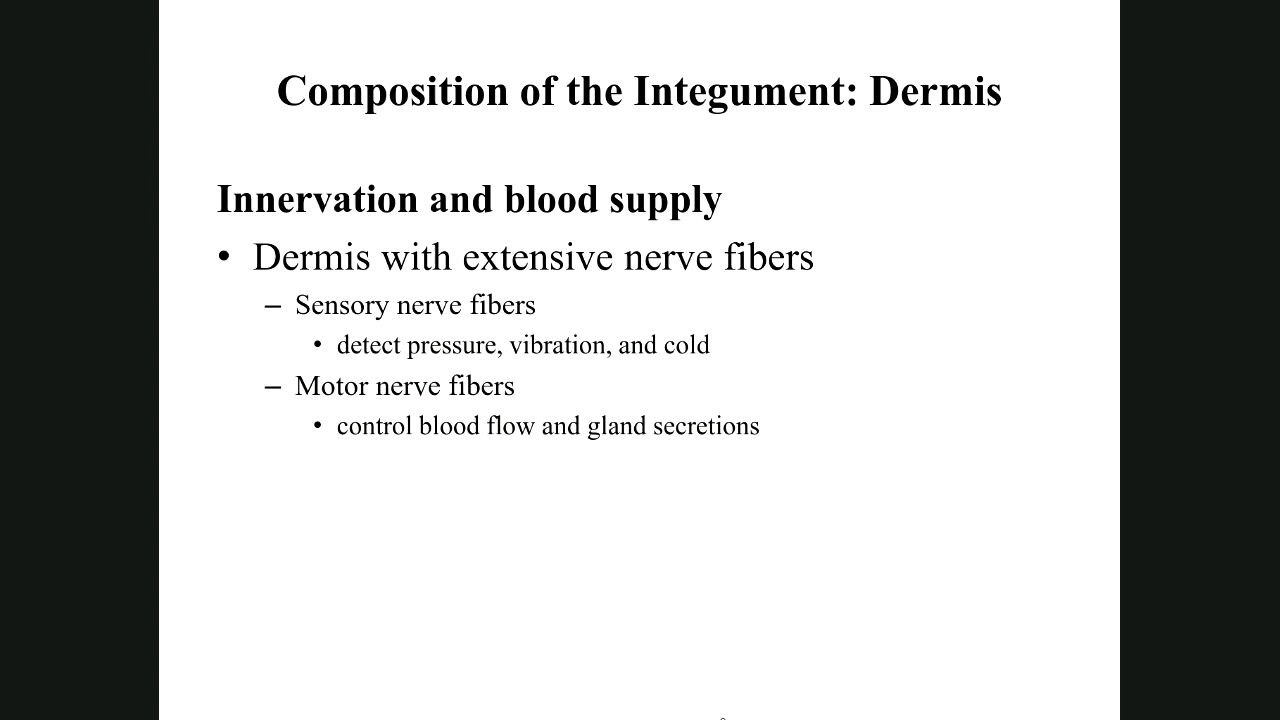 Composition of the Integument: Dermis
Innervation and blood supply
• Dermis with extensive nerve fibers
– Sensory nerve fibers
• detect pressure, vibration, and cold
– Motor nerve fibers
• control blood flow and gland secretions